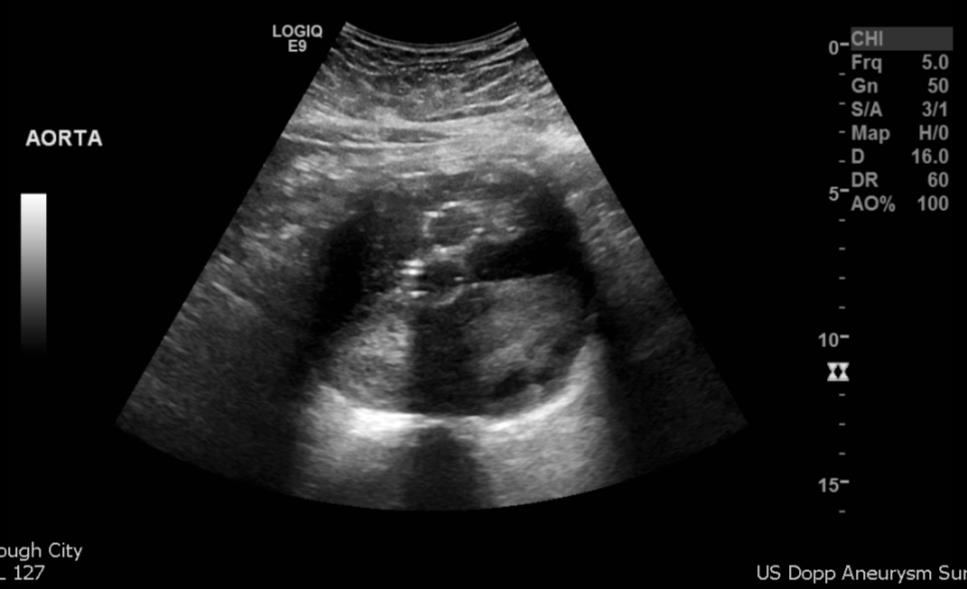 LOGIQ
E9
AORTA
CHI
Frq 5.0
Gn 50
S/A 3/1
Map H/0
D 16.0
DR 60
AO% 100
0
5
10
15
ough City
L 127
US Dopp Aneurysm Sur